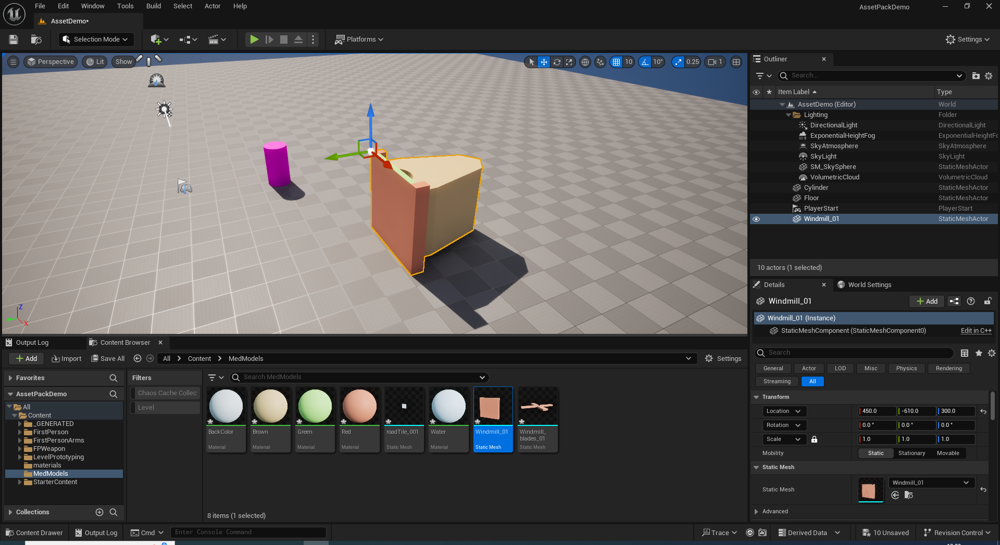 File Edit Window Tools Build Select Actor Help
AssetPackDemo
AssetDemo*
Selection Mode
Platforms
Settings
Perspective Lit Show
10 10° 0.25 1
Z
X
Outliner
Search...
Item Label Type
AssetDemo (Editor) World
Lighting Folder
DirectionalLight DirectionalLight
ExponentialHeightFog ExponentialHeightFo
SkyAtmosphere SkyAtmosphere
SkyLight SkyLight
SM_SkySphere StaticMeshActor
VolumetricCloud VolumetricCloud
Cylinder StaticMeshActor
Floor StaticMeshActor
PlayerStart PlayerStart
Windmill_01 StaticMeshActor
10 actors (1 selected)
Details World Settings
Windmill_01 Add
Windmill_01 (Instance)
StaticMeshComponent (StaticMeshComponent0) Edit in C++
Search
General Actor LOD Misc Physics Rendering
Streaming All
Transform
Location 450.0 -610.0 300.0
Rotation 0.0 ° 0.0 ° 0.0 °
Scale 1.0 1.0 1.0
Mobility Static Stationary Movable
Static Mesh
Static Mesh Windmill_01
Advanced
Output Log Content Browser
Add Import Save All All Content MedModels Settings
Favorites
AssetPackDemo
All
Content
_GENERATED
FirstPerson
FirstPersonArms
FPWeapon
LevelPrototyping
materials
MedModels
StarterContent
Collections
Filters
Chaos Cache Collec
Level
Search MedModels
BackColor
Material
Brown
Material
Green
Material
Red
Material
roadTile_001
Static Mesh
Water
Material
Windmill_01
Static Mesh
Windmill_
blades_01
Static Mesh
8 items (1 selected)
Content Drawer Output Log Cmd Enter Console Command Trace Derived Data 10 Unsaved Revision Control